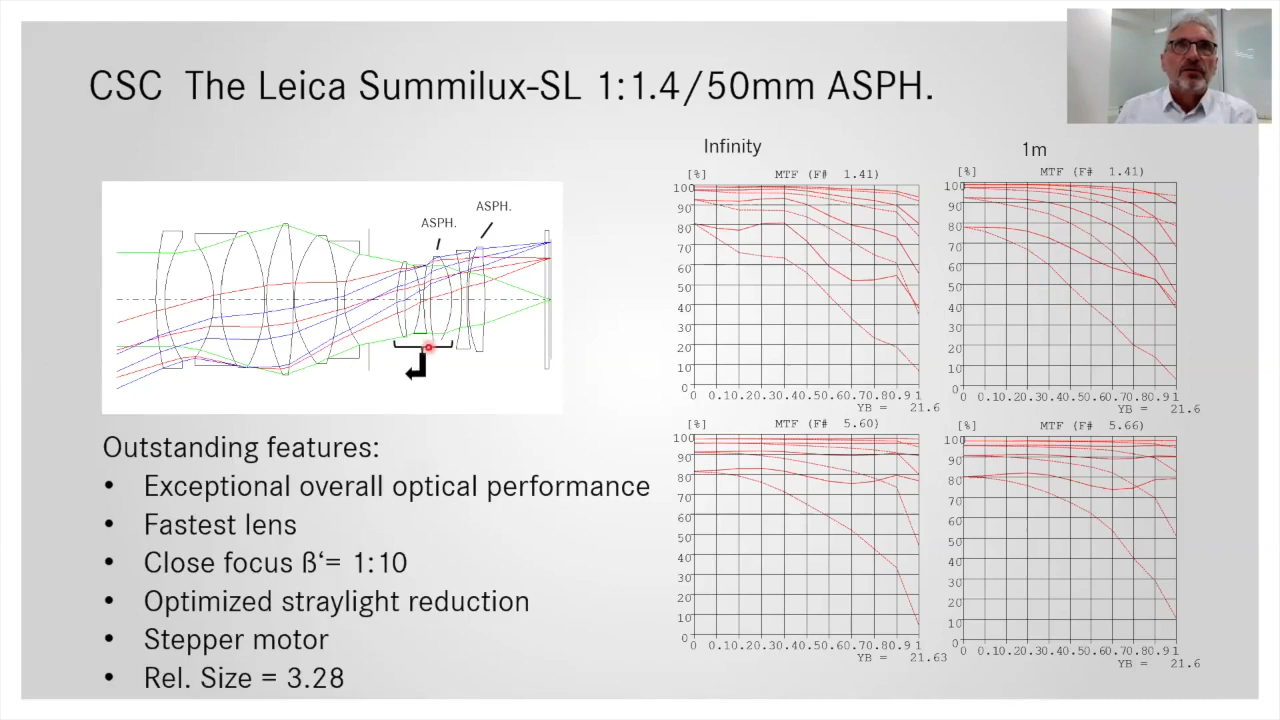 CSC The Leica Summilux-SL 1:1.4/50mm ASPH.
ASPH.
ASPH.
Outstanding features:
• Exceptional overall optical performance
• Fastest lens
• Close focus ß‘= 1:10
• Optimized straylight reduction
• Stepper motor
• Rel. Size = 3.28
Infinity
[%] MTF (F# 1.41)
100
90
80
70
60
50
40
30
20
10
0
0 0.10.20.30.40.50.60.70.80.9 1
YB = 21.6
1m
[%] MTF (F# 1.41)
100
90
80
70
60
50
40
30
20
10
0
0 0.10.20.30.40.50.60.70.80.91
YB = 21.6
[%] MTF (F# 5.60)
100
90
80
70
60
50
40
30
20
10
0
0 0.10.20.30.40.50.60.70.80.9 1
YB = 21.63
[%] MTF (F# 5.66)
100
90
80
70
60
50
40
30
20
10
0
0 0.10.20.30.40.50.60.70.80.91
YB = 21.6